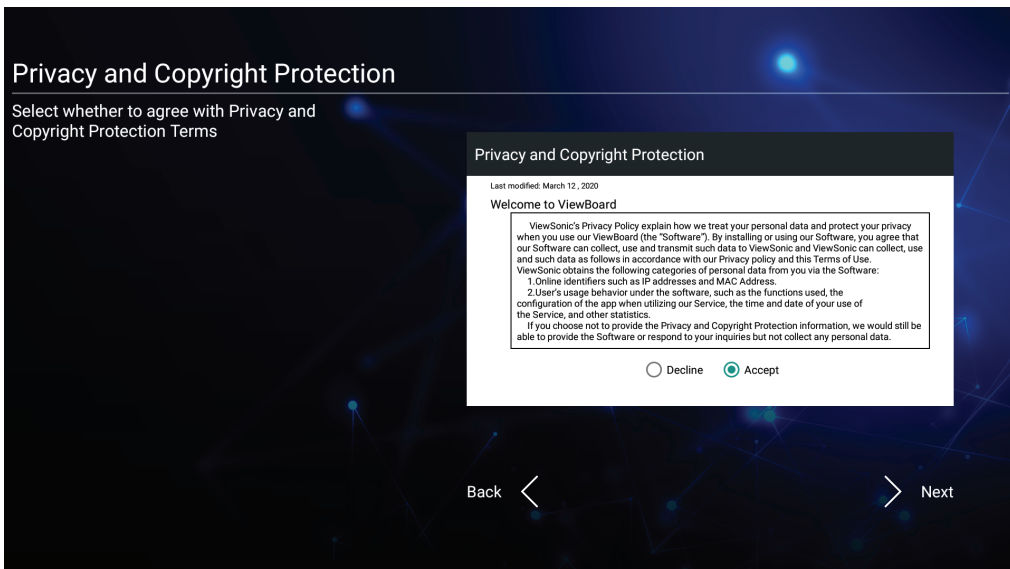 Privacy and Copyright Protection
Select whether to agree with Privacy and
Copyright Protection Terms
Privacy and Copyright Protection
Last modified: March 12 , 2020
Welcome to ViewBoard
ViewSonic's Privacy Policy explain how we treat your personal data and protect your privacy
when you use our ViewBoard (the “Software”). By installing or using our Software, you agree that
our Software can collect, use and transmit such data to ViewSonic and ViewSonic can collect, use
and such data as follows in accordance with our Privacy policy and this Terms of Use.
ViewSonic obtains the following categories of personal data from you via the Software:
1.Online identifiers such as IP addresses and MAC Address.
2.User's usage behavior under the software, such as the functions used, the
configuration of the app when utilizing our Service, the time and date of your use of
the Service, and other statistics.
If you choose not to provide the Privacy and Copyright Protection information, we would still be
able to provide the Software or respond to your inquiries but not collect any personal data.
Decline Accept
Back Next